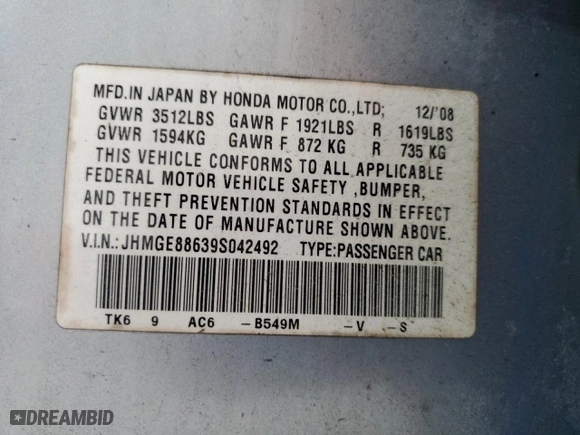 MFD.IN JAPAN BY HONDA MOTOR CO.,LTD; 12/'08
GVWR 3512LBS GAWR F 1921LBS R 1619LBS
GVWR 1594KG GAWR F 872 KG R 735 KG
THIS VEHICLE CONFORMS TO ALL APPLICABLE
FEDERAL MOTOR VEHICLE SAFETY ,BUMPER,
AND THEFT PREVENTION STANDARDS IN EFFECT
ON THE DATE OF MANUFACTURE SHOWN ABOVE.
V.I.N.:JHMGE88639S042492 TYPE:PASSENGER CAR
TK6 9 AC6 -B549M -V -S
DREAMBID